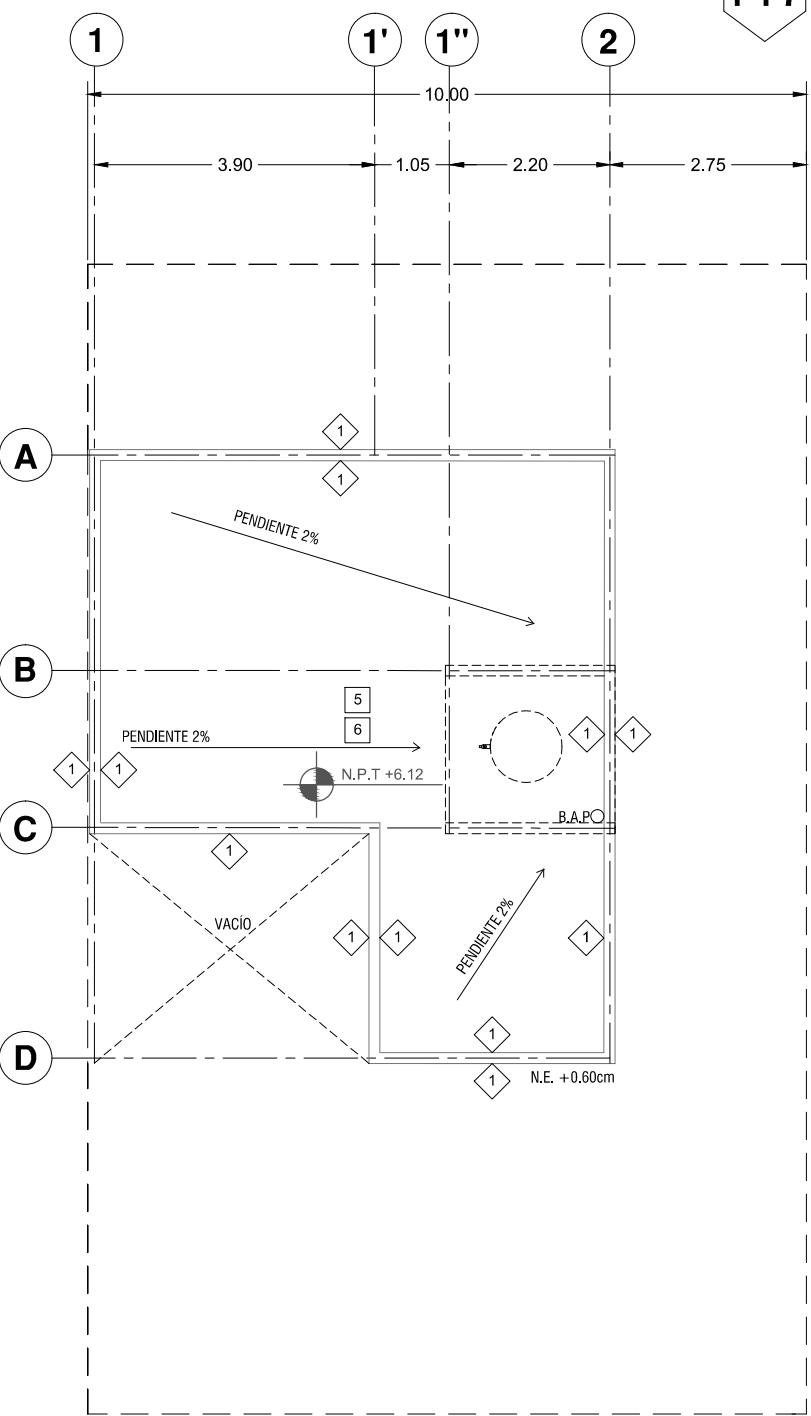 1
1'
1''
2
10.00
3.90
1.05
2.20
2.75
A
1
1
PENDIENTE 2%
B
5
6
PENDIENTE 2%
1
1
1
1
N.P.T +6.12
B.A.P
C
1
VACÍO
1
1
1
PENDIENTE 2%
D
1
1
N.E. +0.60cm